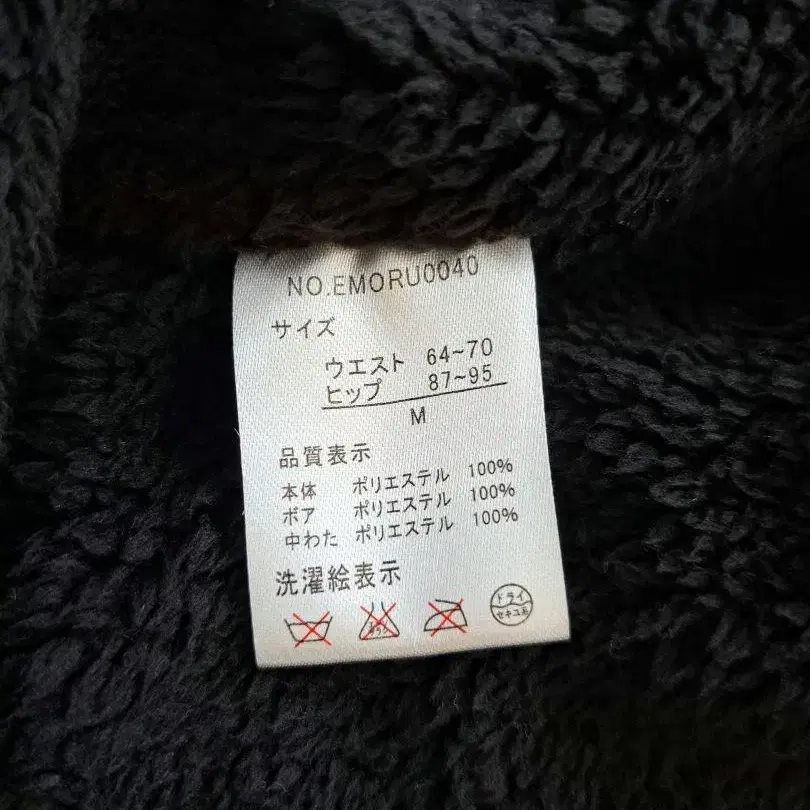 NO.EMORU0040
サイズ
ウエスト 64~70
ヒップ 87~95
M
品質表示
本体 ポリエステル 100%
ボア ポリエステル 100%
中わた ポリエステル 100%
洗濯絵表示
ドライ
セキユ系